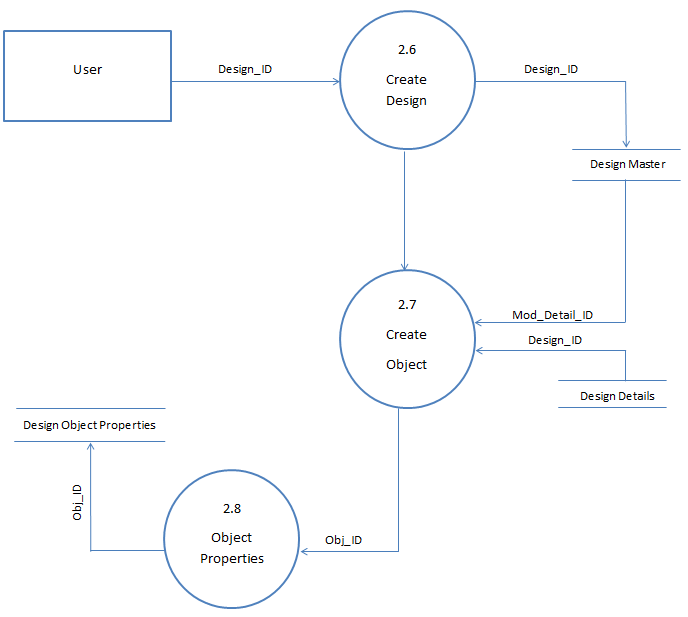 User
Design_ID
2.6
Create
Design
Design_ID
Design Master
2.7
Create
Object
Mod_Detail_ID
Design_ID
Design Details
Design Object Properties
Obj_ID
2.8
Object
Properties
Obj_ID